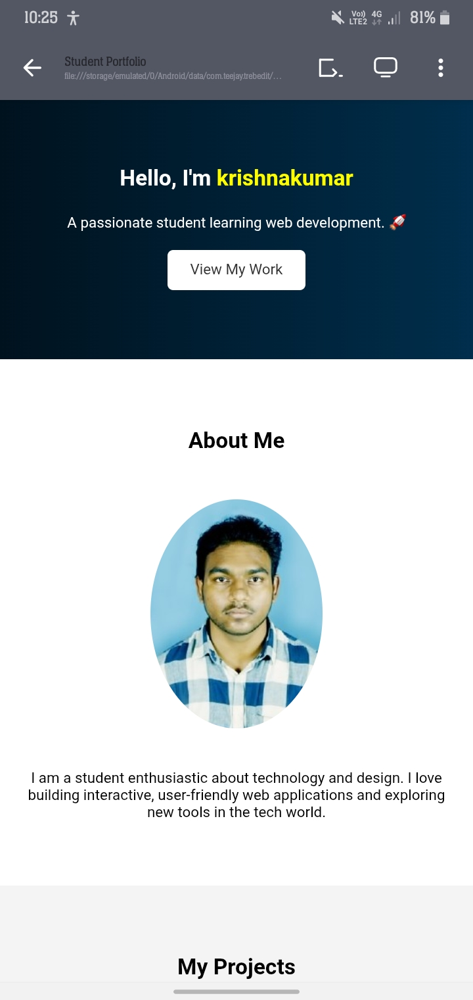 10:25 Vo)) LTE2 4G 81%
Student Portfolio
file:///storage/emulated/0/Android/data/com.teejay.trebedit/...
Hello, I'm krishnakumar
A passionate student learning web development. 🚀
View My Work
About Me
I am a student enthusiastic about technology and design. I love
building interactive, user-friendly web applications and exploring
new tools in the tech world.
My Projects